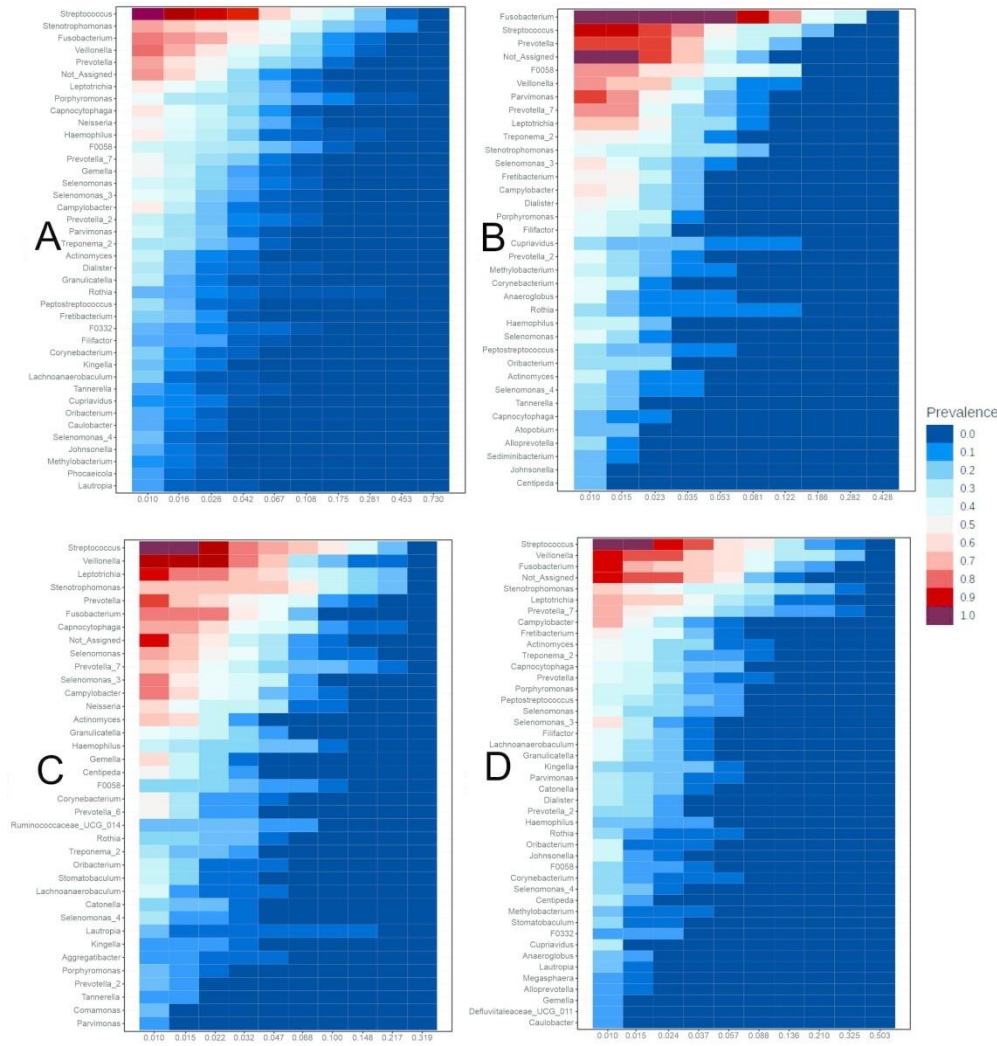 A
Streptococcus
Stenotrophomonas
Fusobacterium
Veillonella
Prevotella
Not_Assigned
Leptotrichia
Porphyromonas
Capnocytophaga
Neisseria
Haemophilus
F0058
Prevotella_7
Gemella
Selenomonas
Selenomonas_3
Campylobacter
Prevotella_2
Parvimonas
Treponema_2
Actinomyces
Dialister
Granulicatella
Rothia
Peptostreptococcus
Fretibacterium
F0332
Filifactor
Corynebacterium
Kingella
Lachnoanaerobaculum
Tannerella
Cupriavidus
Oribacterium
Caulobacter
Selenomonas_4
Johnsonella
Methylobacterium
Phocaeicola
Lautropia
0.010 0.016 0.026 0.042 0.067 0.108 0.175 0.281 0.453 0.730
B
Fusobacterium
Streptococcus
Prevotella
Not_Assigned
F0058
Veillonella
Parvimonas
Prevotella_7
Leptotrichia
Treponema_2
Stenotrophomonas
Selenomonas_3
Fretibacterium
Campylobacter
Dialister
Porphyromonas
Filifactor
Cupriavidus
Prevotella_2
Methylobacterium
Corynebacterium
Anaeroglobus
Rothia
Haemophilus
Selenomonas
Peptostreptococcus
Oribacterium
Actinomyces
Selenomonas_4
Tannerella
Capnocytophaga
Atopobium
Alloprevotella
Sediminibacterium
Johnsonella
Centipeda
0.010 0.015 0.023 0.035 0.053 0.081 0.122 0.186 0.282 0.428
Prevalence
0.0
0.1
0.2
0.3
0.4
0.5
0.6
0.7
0.8
0.9
1.0
C
Streptococcus
Veillonella
Leptotrichia
Stenotrophomonas
Prevotella
Fusobacterium
Capnocytophaga
Not_Assigned
Selenomonas
Prevotella_7
Selenomonas_3
Campylobacter
Neisseria
Actinomyces
Granulicatella
Haemophilus
Gemella
Centipeda
F0058
Corynebacterium
Prevotella_6
Ruminococcaceae_UCG_014
Rothia
Treponema_2
Oribacterium
Stomatobaculum
Lachnoanaerobaculum
Catonella
Selenomonas_4
Lautropia
Kingella
Aggregatibacter
Porphyromonas
Prevotella_2
Tannerella
Comamonas
Parvimonas
0.010 0.015 0.022 0.032 0.047 0.068 0.100 0.148 0.217 0.319
D
Streptococcus
Veillonella
Fusobacterium
Not_Assigned
Stenotrophomonas
Leptotrichia
Prevotella_7
Campylobacter
Fretibacterium
Actinomyces
Treponema_2
Capnocytophaga
Prevotella
Porphyromonas
Peptostreptococcus
Selenomonas
Selenomonas_3
Filifactor
Lachnoanaerobaculum
Granulicatella
Kingella
Parvimonas
Catonella
Dialister
Prevotella_2
Haemophilus
Rothia
Oribacterium
Johnsonella
F0058
Corynebacterium
Selenomonas_4
Centipeda
Methylobacterium
Stomatobaculum
F0332
Cupriavidus
Anaeroglobus
Lautropia
Megasphaera
Alloprevotella
Gemella
Defluviitaleaceae_UCG_011
Caulobacter
0.010 0.015 0.024 0.037 0.057 0.088 0.136 0.210 0.325 0.503